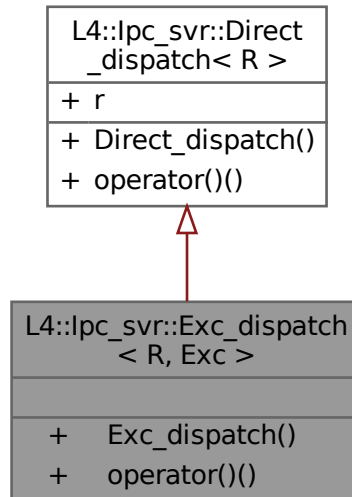 L4::Ipc_svr::Direct
_dispatch< R >
+ r
+ Direct_dispatch()
+ operator()()
L4::Ipc_svr::Exc_dispatch
< R, Exc >
+ Exc_dispatch()
+ operator()()